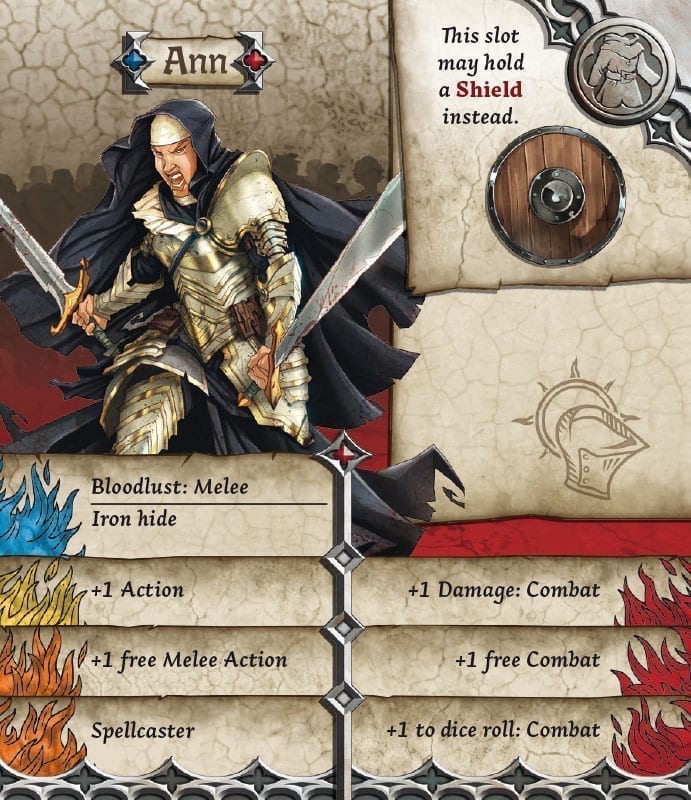 Ann
This slot
may hold
a Shield
instead.
Bloodlust: Melee
Iron hide
+1 Action
+1 free Melee Action
Spellcaster
+1 Damage: Combat
+1 free Combat
+1 to dice roll: Combat